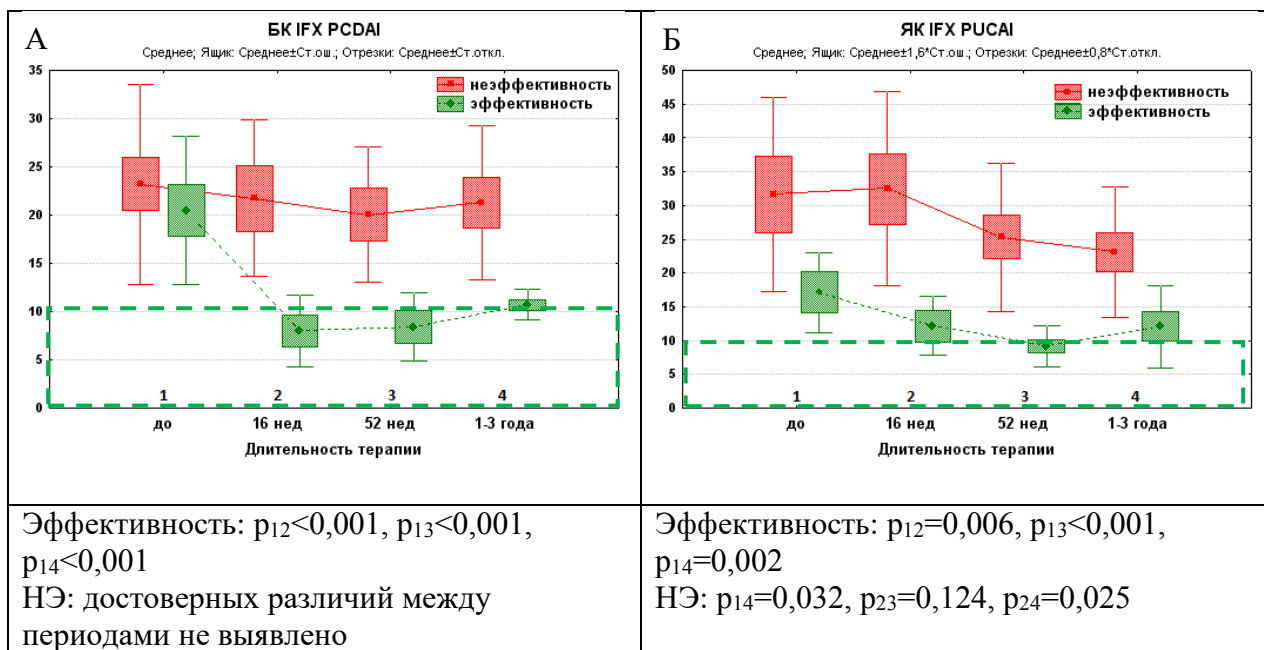 А
БК IFX PCDAI
Среднее; Ящик: Среднее±Ст.ош.; Отрезки: Среднее±Ст.откл.
35
30
25
20
15
10
5
0
неэффективность
эффективность
1 2 3 4
до 16 нед 52 нед 1-3 года
Длительность терапии
Б
ЯК IFX PUCAI
Среднее; Ящик: Среднее±1,6*Ст.ош.; Отрезки: Среднее±0,8*Ст.откл.
50
45
40
35
30
25
20
15
10
5
0
неэффективность
эффективность
1 2 3 4
до 16 нед 52 нед 1-3 года
Длительность терапии
Эффективность: p12<0,001, p13<0,001,
p14<0,001
НЭ: достоверных различий между
периодами не выявлено
Эффективность: p12=0,006, p13<0,001,
p14=0,002
НЭ: p14=0,032, p23=0,124, p24=0,025